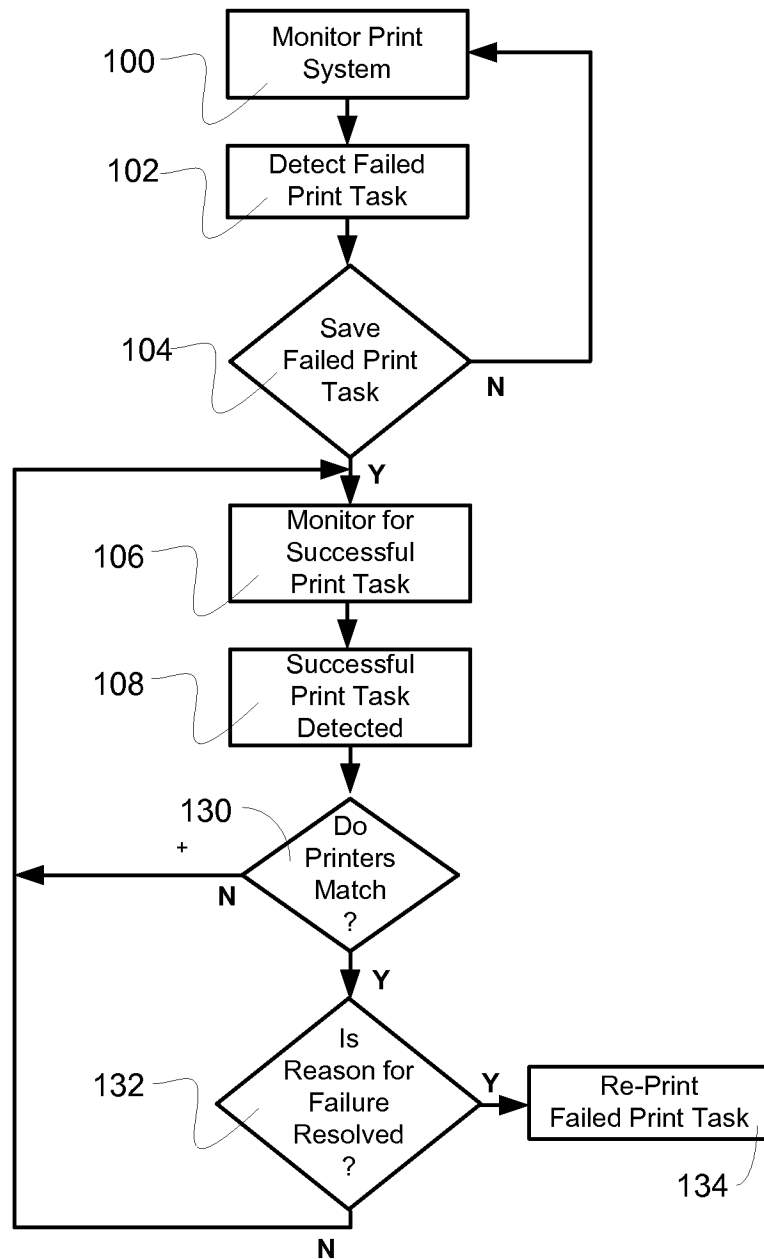 Monitor Print
System
100
Detect Failed
Print Task
102
Save
Failed Print
Task
104
N
Y
Monitor for
Successful
Print Task
106
Successful
Print Task
Detected
108
130
Do
Printers
Match
?
+
N
Y
Is
Reason for
Failure
Resolved
?
132
Y
Re-Print
Failed Print Task
134
N